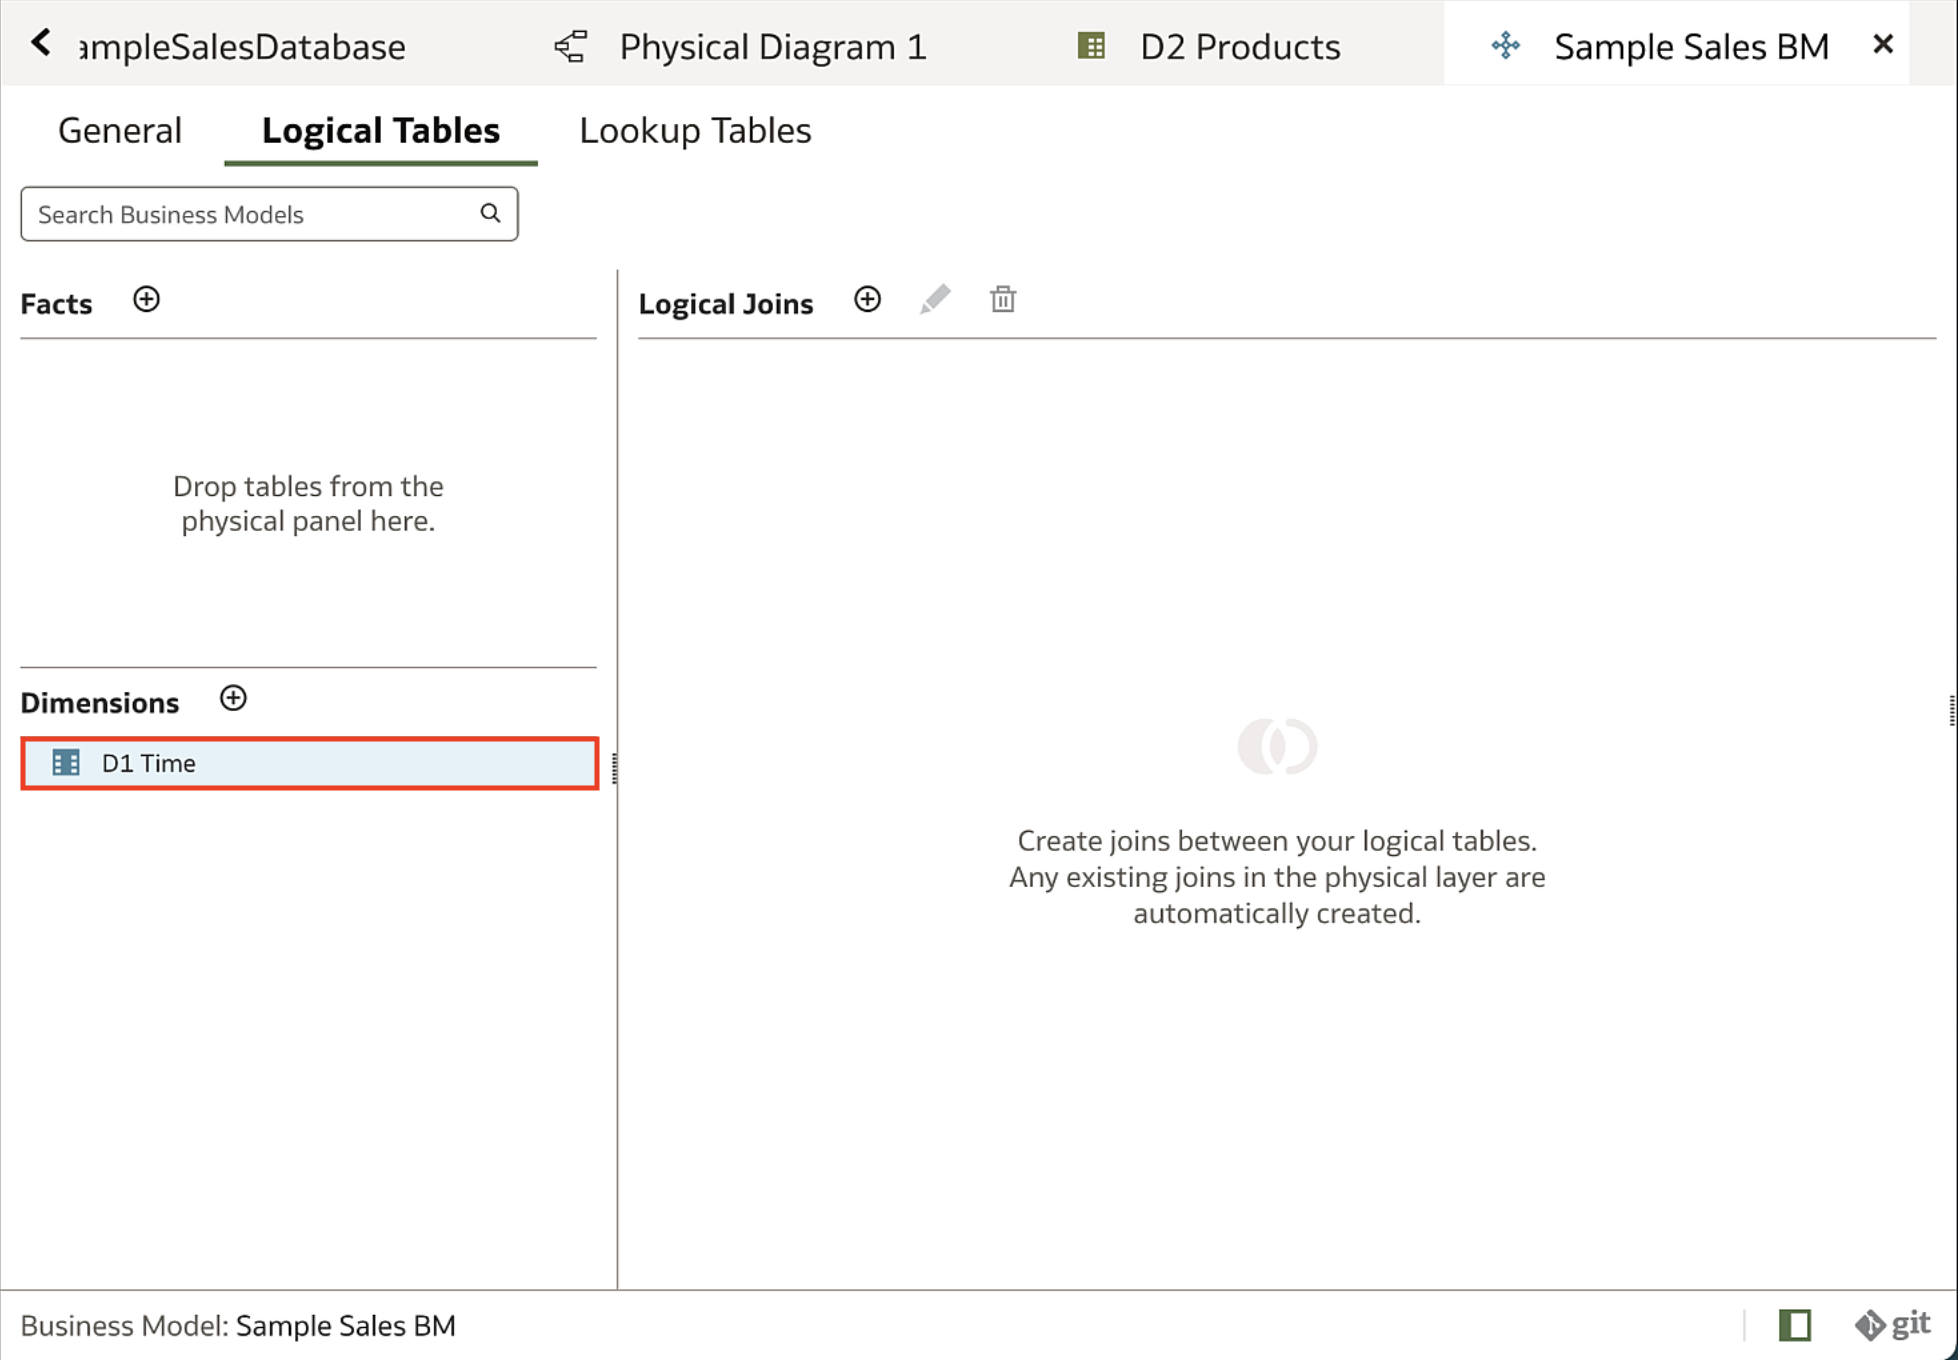 ampleSalesDatabase
Physical Diagram 1
D2 Products
Sample Sales BM
General
Logical Tables
Lookup Tables
Search Business Models
Facts
Logical Joins
Drop tables from the
physical panel here.
Dimensions
D1 Time
Create joins between your logical tables.
Any existing joins in the physical layer are
automatically created.
Business Model: Sample Sales BM
git